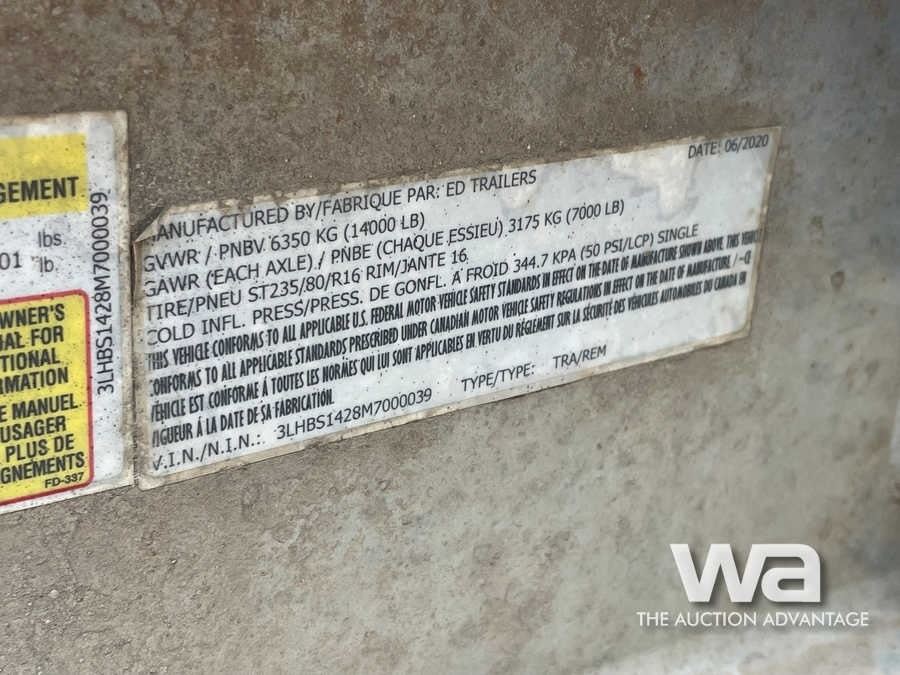 GEMENT
lbs.
01 lb.
WNER'S
UAL FOR
TIONAL
RMATION
E MANUEL
USAGER
PLUS DE
GNEMENTS
FD-337
3LHBS1428M7000039
DATE: 06/2020
MANUFACTURED BY/FABRIQUE PAR: ED TRAILERS
GVWR / PNBV 6350 KG (14000 LB)
GAWR (EACH AXLE) / PNBE (CHAQUE ESSIEU) 3175 KG (7000 LB)
TIRE/PNEU ST235/80/R16 RIM/JANTE 16
COLD INFL. PRESS/PRESS. DE GONFL. A FROID 344.7 KPA (50 PSI/LCP) SINGLE
THIS VEHICLE CONFORMS TO ALL APPLICABLE U.S. FEDERAL MOTOR VEHICLE SAFETY STANDARDS IN EFFECT ON THE DATE OF MANUFACTURE SHOWN ABOVE. THIS VEHICLE
CONFORMS TO ALL APPLICABLE STANDARDS PRESCRIBED UNDER CANADIAN MOTOR VEHICLE SAFETY REGULATIONS IN EFFECT ON THE DATE OF MANUFACTURE. /-CE
VÉHICLE EST CONFORME À TOUTES LES NORMES QUI LUI SONT APPLICABLES EN VERTU DU RÉGLEMENT SUR LA SÉCURITÉ DES VÉHICULES AUTOMOBILES DU CANADA EN
VIGUEUR À LA DATE DE SA FABRICATION.
V.I.N./N.I.N.: 3LHBS1428M7000039 TYPE/TYPE: TRA/REM
wa
THE AUCTION ADVANTAGE